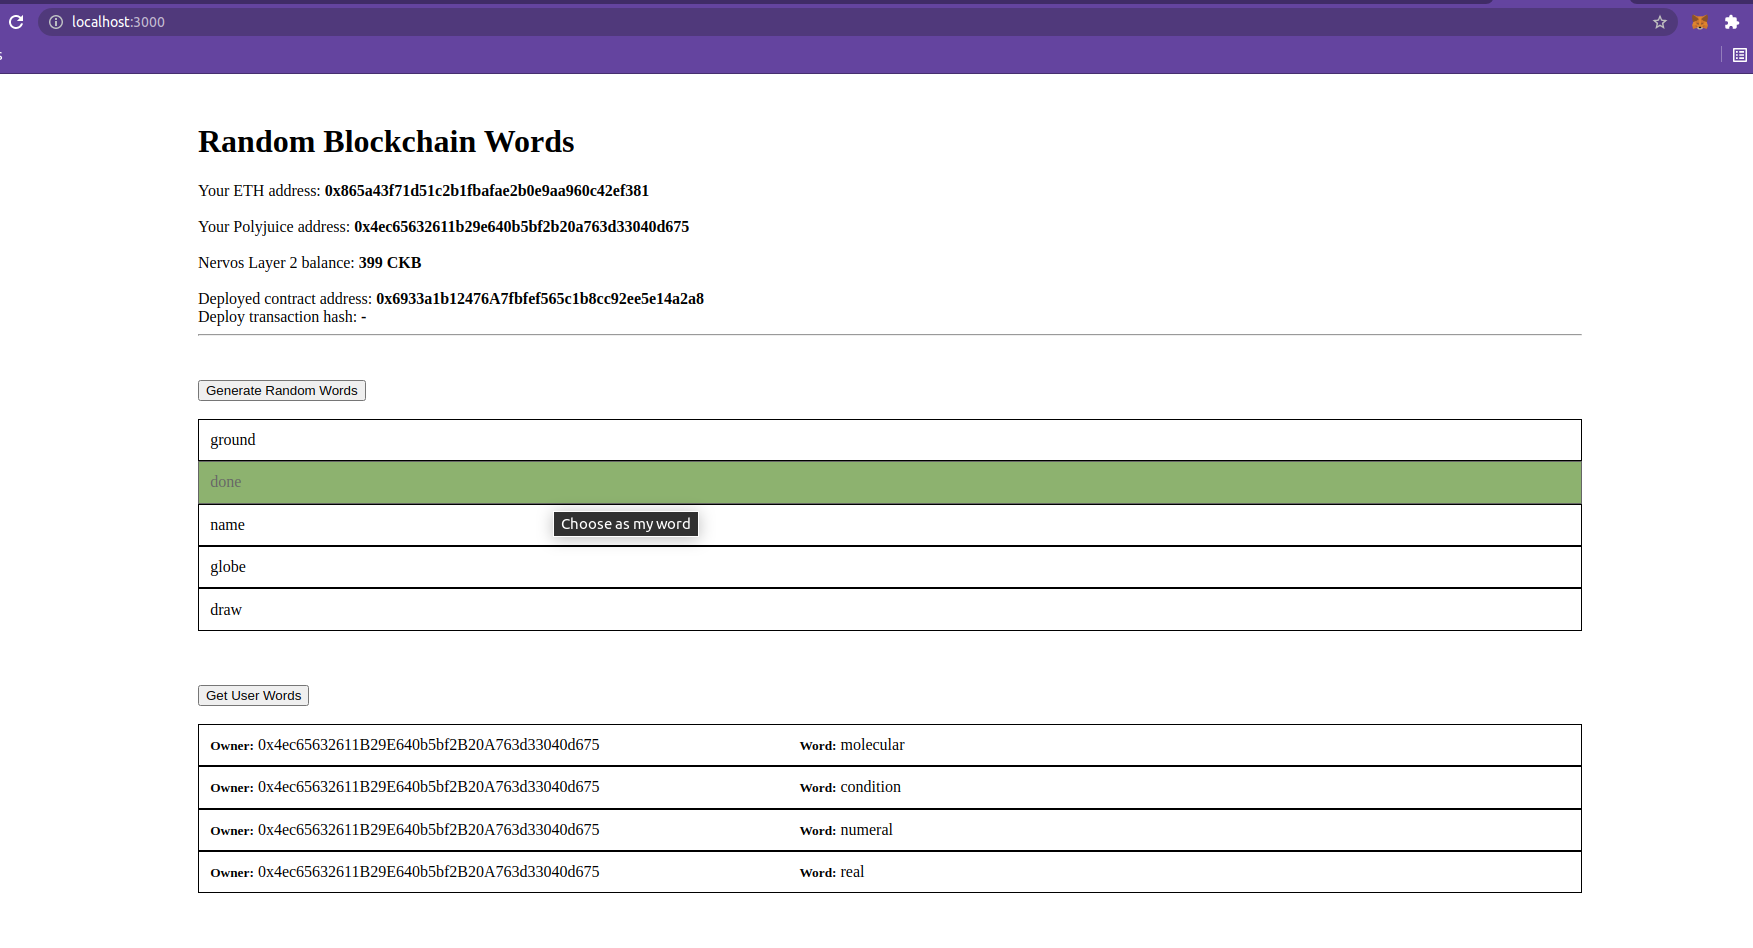 localhost:3000
s
Random Blockchain Words
Your ETH address: 0x865a43f71d51c2b1fbafae2b0e9aa960c42ef381
Your Polyjuice address: 0x4ec65632611b29e640b5bf2b20a763d33040d675
Nervos Layer 2 balance: 399 CKB
Deployed contract address: 0x6933a1b12476A7fbfef565c1b8cc92ee5e14a2a8
Deploy transaction hash: -
Generate Random Words
ground
done
name
Choose as my word
globe
draw
Get User Words
Owner: 0x4ec65632611B29E640b5bf2B20A763d33040d675 Word: molecular
Owner: 0x4ec65632611B29E640b5bf2B20A763d33040d675 Word: condition
Owner: 0x4ec65632611B29E640b5bf2B20A763d33040d675 Word: numeral
Owner: 0x4ec65632611B29E640b5bf2B20A763d33040d675 Word: real